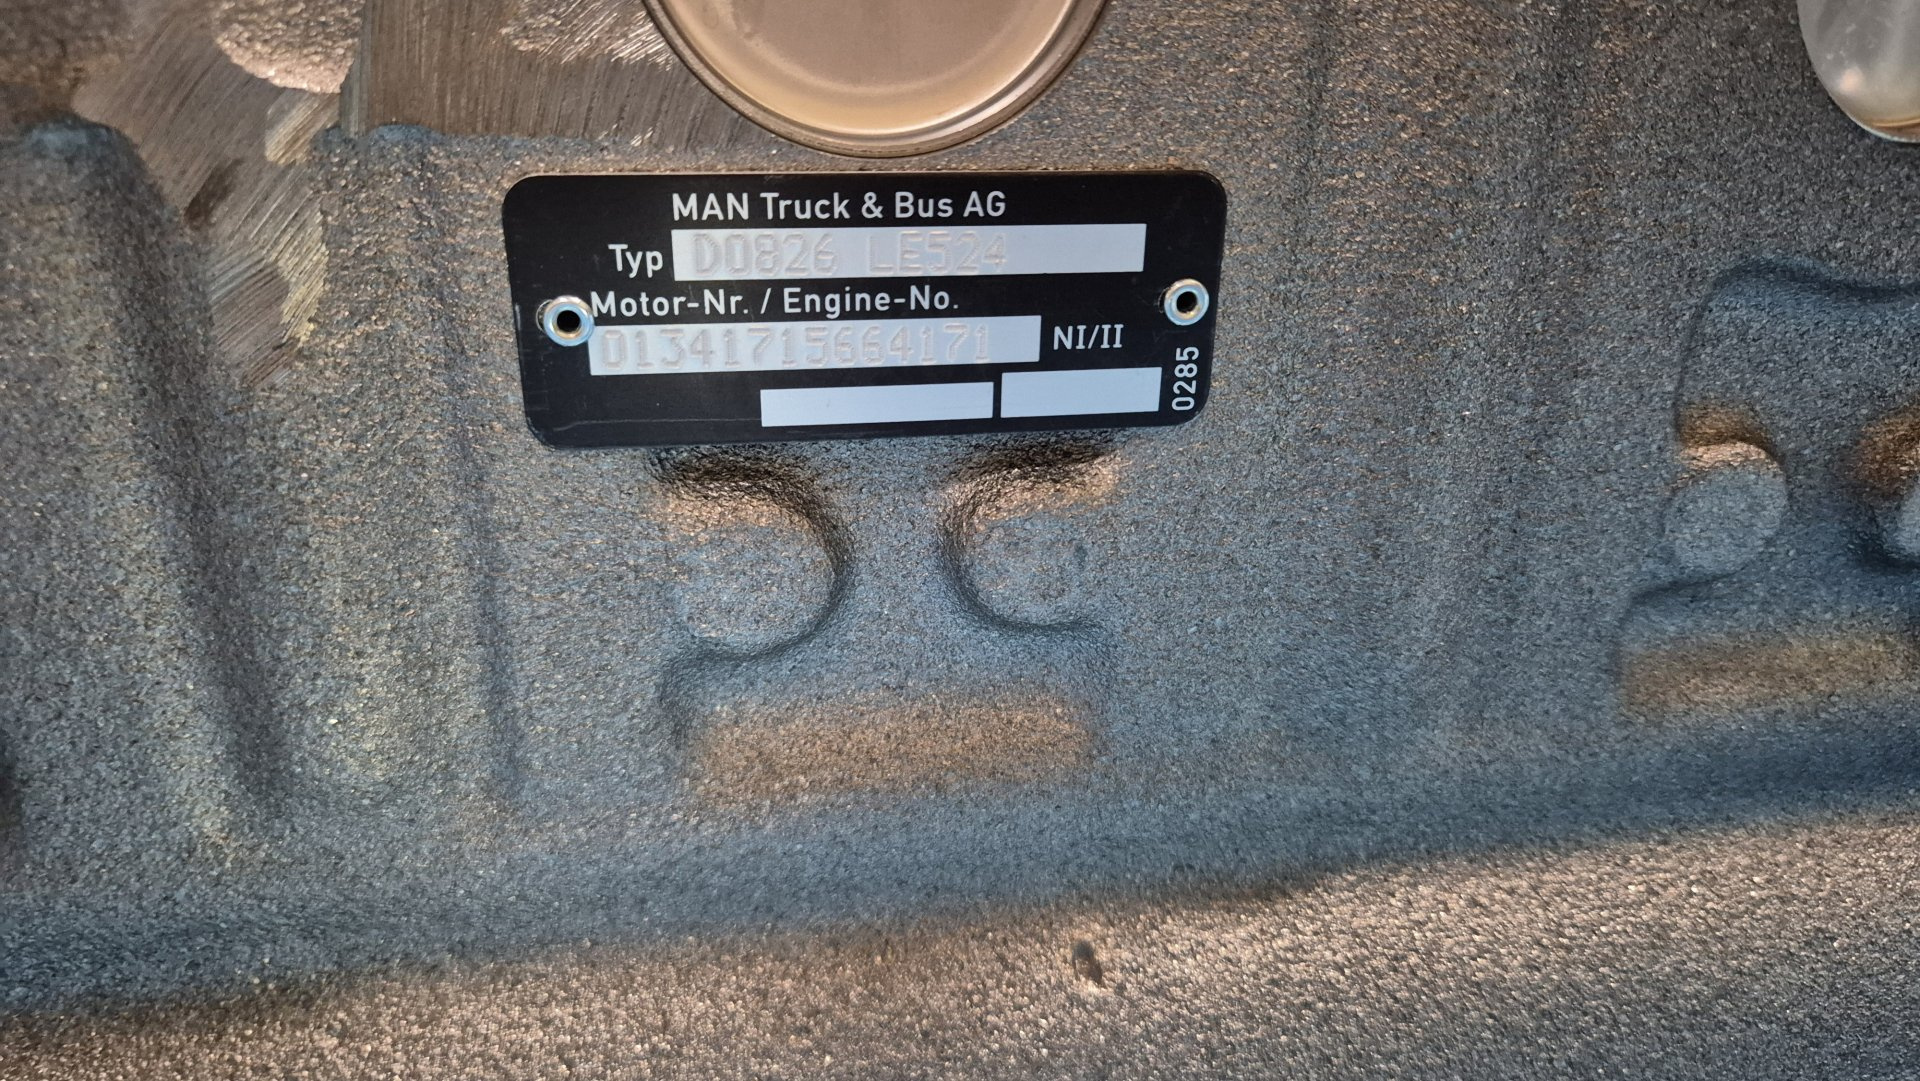 MAN Truck & Bus AG
Typ D0826 LE524
Motor-Nr. / Engine-No.
01341715664171 NI/II
0285